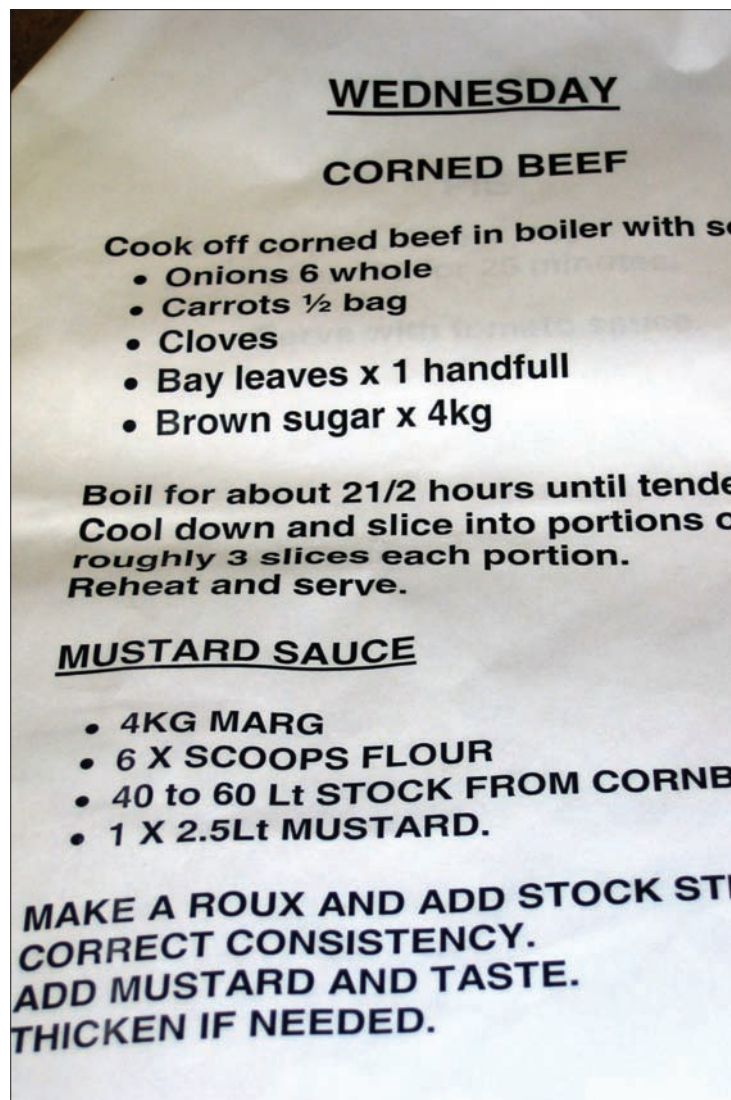 WEDNESDAY
CORNED BEEF
Cook off corned beef in boiler with
• Onions 6 whole
• Carrots ½ bag
• Cloves
• Bay leaves x 1 handfull
• Brown sugar x 4kg
Boil for about 21/2 hours until
Cool down and slice into portions
roughly 3 slices each portion.
Reheat and serve.
MUSTARD SAUCE
• 4KG MARG
• 6 X SCOOPS FLOUR
• 40 to 60 Lt STOCK FROM
• 1 X 2.5Lt MUSTARD.
MAKE A ROUX AND ADD STOCK
CORRECT CONSISTENCY.
ADD MUSTARD AND TASTE.
THICKEN IF NEEDED.